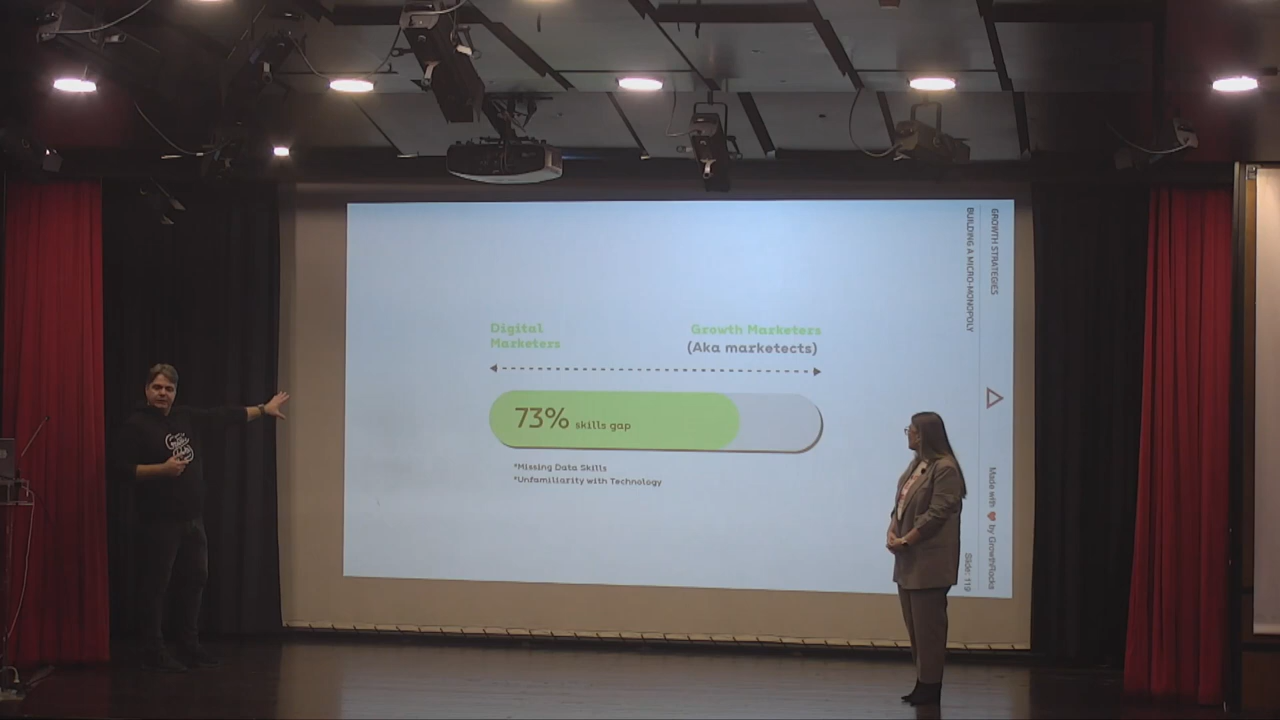 Digital
Marketers
Growth Marketers
(Aka marketects)
73% skills gap
*Missing Data Skills
*Unfamiliarity with Technology
GROWTH STRATEGIES
BUILDING A MICRO-MONOPOLY
Made with ❤ by GrowthRocks
Slide: 119